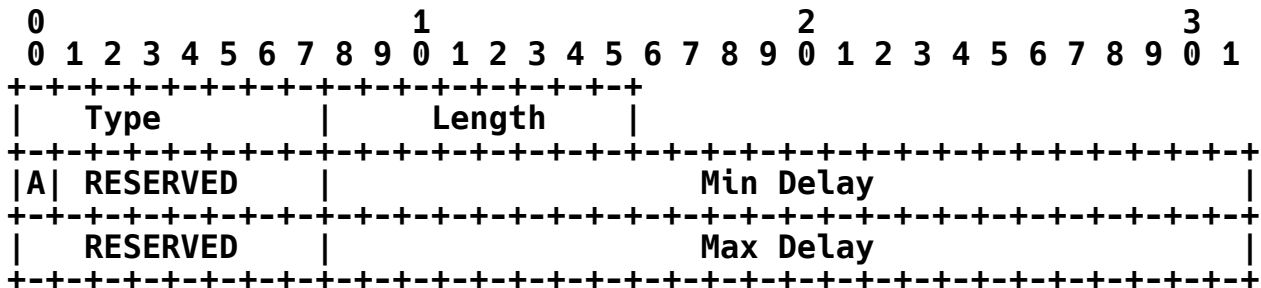 0                   1                   2                   3
 0 1 2 3 4 5 6 7 8 9 0 1 2 3 4 5 6 7 8 9 0 1 2 3 4 5 6 7 8 9 0 1
+-+-+-+-+-+-+-+-+-+-+-+-+-+-+-+-+
|   Type        |     Length    |
+-+-+-+-+-+-+-+-+-+-+-+-+-+-+-+-+-+-+-+-+-+-+-+-+-+-+-+-+-+-+-+-+
|A| RESERVED    |                   Min Delay                   |
+-+-+-+-+-+-+-+-+-+-+-+-+-+-+-+-+-+-+-+-+-+-+-+-+-+-+-+-+-+-+-+-+
|   RESERVED    |                   Max Delay                   |
+-+-+-+-+-+-+-+-+-+-+-+-+-+-+-+-+-+-+-+-+-+-+-+-+-+-+-+-+-+-+-+-+